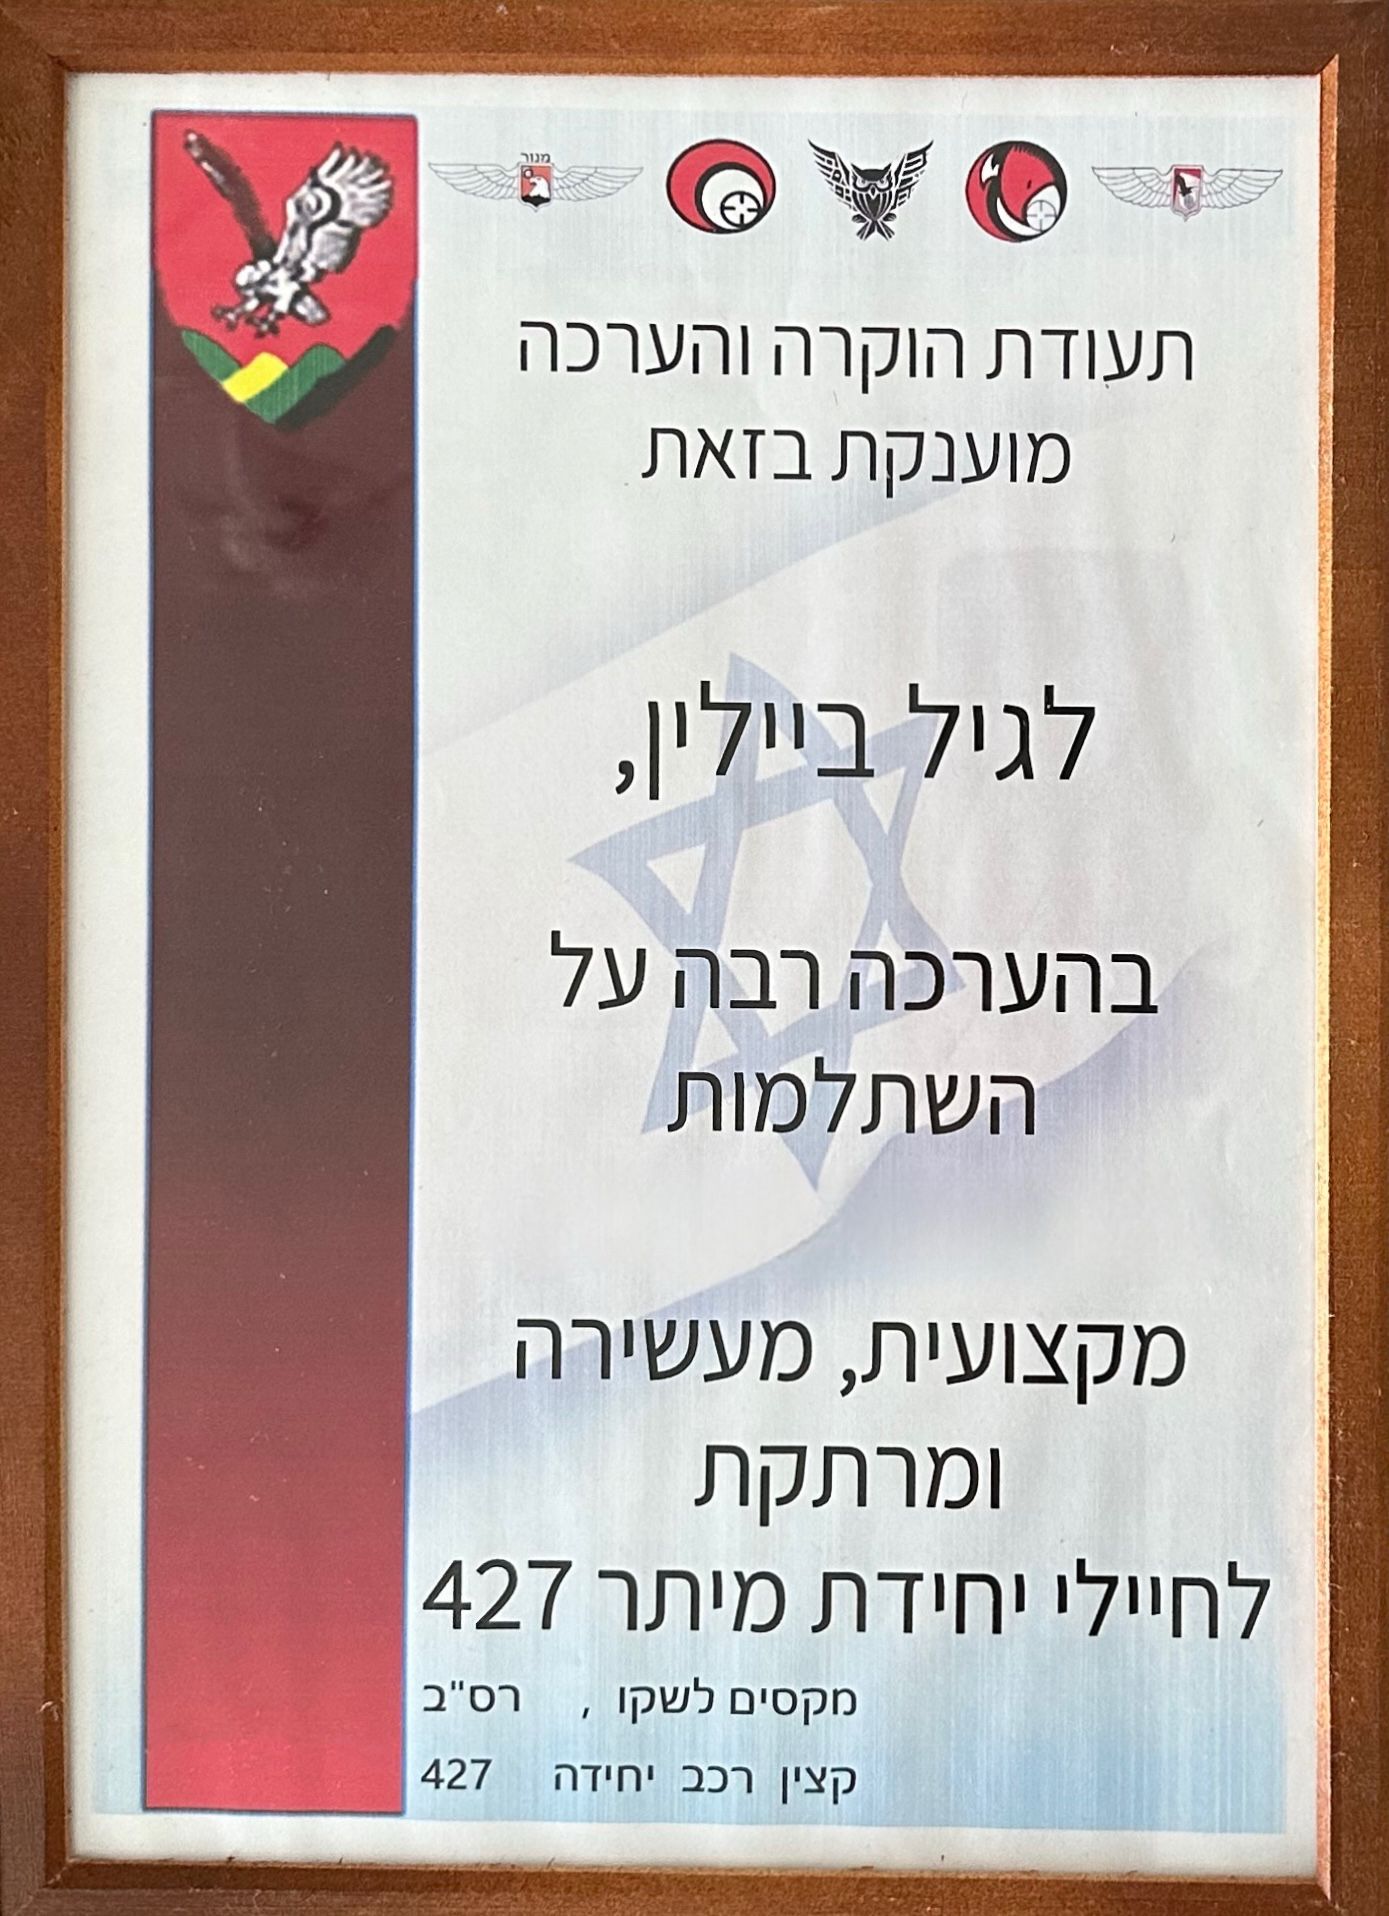 מגור
תעודת הוקרה והערכה
מוענקת בזאת
לגיל ביילין,
בהערכה רבה על
השתלמות
מקצועית, מעשירה
ומרתקת
לחיילי יחידת מיתר 427
מקסים לשקו , רס"ב
קצין רכב יחידה 427